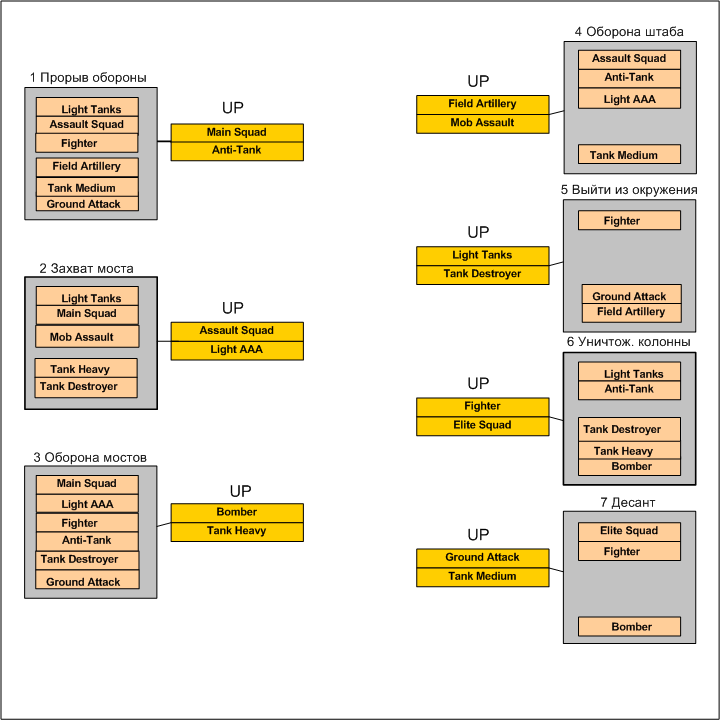 1 Прорыв обороны
Light Tanks
Assault Squad
Fighter
Field Artillery
Tank Medium
Ground Attack
UP
Main Squad
Anti-Tank
2 Захват моста
Light Tanks
Main Squad
Mob Assault
Tank Heavy
Tank Destroyer
UP
Assault Squad
Light AAA
3 Оборона мостов
Main Squad
Light AAA
Fighter
Anti-Tank
Tank Destroyer
Ground Attack
UP
Bomber
Tank Heavy
4 Оборона штаба
Assault Squad
Anti-Tank
Light AAA
Tank Medium
UP
Field Artillery
Mob Assault
5 Выйти из окружения
Fighter
Ground Attack
Field Artillery
UP
Light Tanks
Tank Destroyer
6 Уничтож. колонны
Light Tanks
Anti-Tank
Tank Destroyer
Tank Heavy
Bomber
UP
Fighter
Elite Squad
7 Десант
Elite Squad
Fighter
Bomber
UP
Ground Attack
Tank Medium